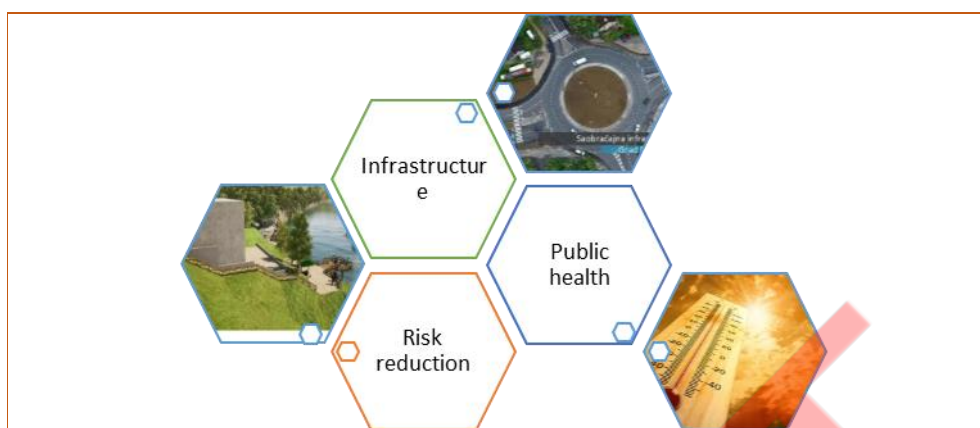 Saobraćajna infra
Grad
Infrastructur
e
Public
health
Risk
reduction